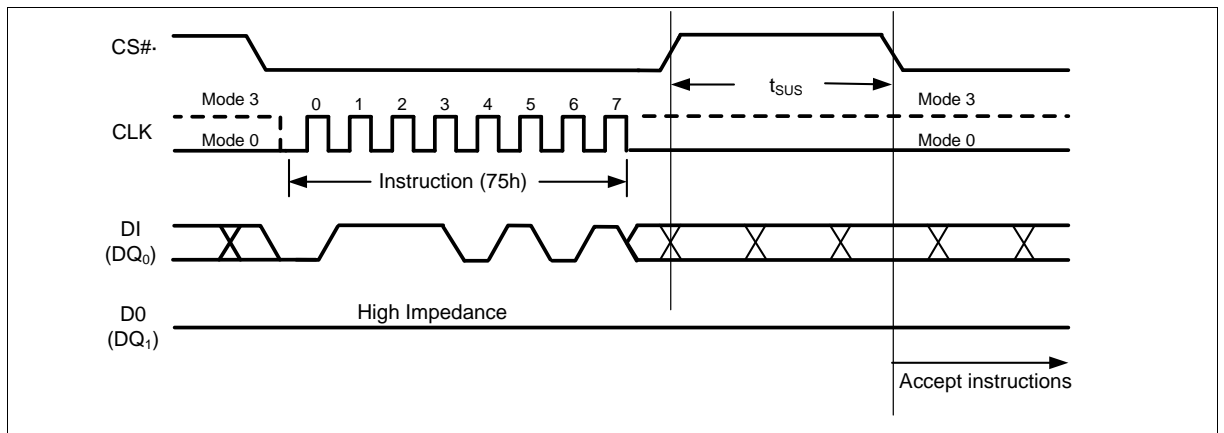 CS#·
tSUS
Mode 3
0 1 2 3 4 5 6 7
Mode 3
CLK
Mode 0
Mode 0
Instruction (75h)
DI
(DQ0)
High Impedance
D0
(DQ1)
Accept instructions